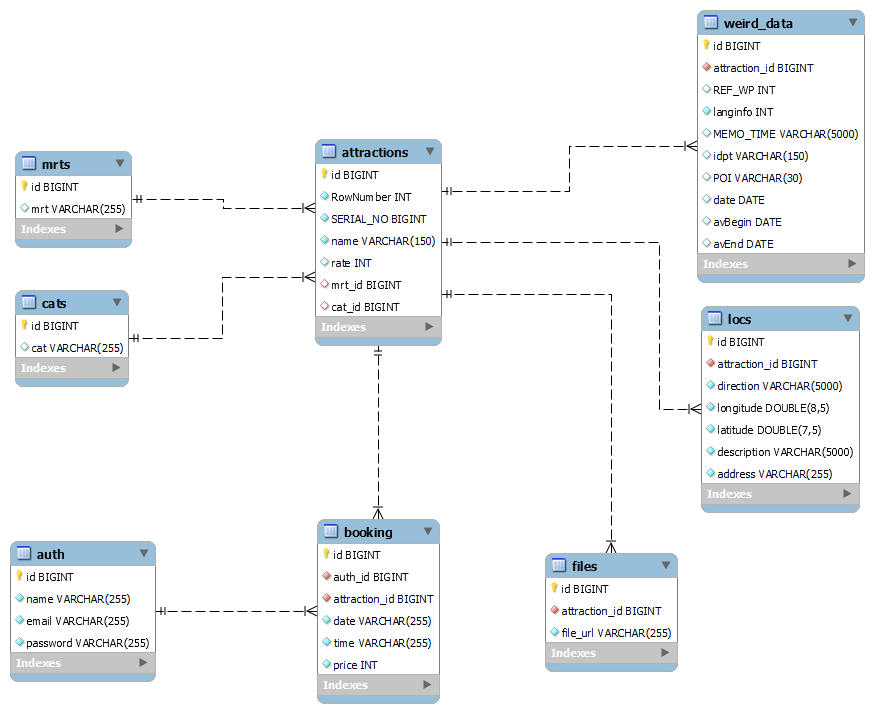 weird_data
id BIGINT
attraction_id BIGINT
REF_WP INT
langinfo INT
MEMO_TIME VARCHAR(5000)
idpt VARCHAR(150)
POI VARCHAR(30)
date DATE
avBegin DATE
avEnd DATE
Indexes
attractions
id BIGINT
RowNumber INT
SERIAL_NO BIGINT
name VARCHAR(150)
rate INT
mrt_id BIGINT
cat_id BIGINT
Indexes
mrts
id BIGINT
mrt VARCHAR(255)
Indexes
cats
id BIGINT
cat VARCHAR(255)
Indexes
locs
id BIGINT
attraction_id BIGINT
direction VARCHAR(5000)
longitude DOUBLE(8,5)
latitude DOUBLE(7,5)
description VARCHAR(5000)
address VARCHAR(255)
Indexes
auth
id BIGINT
name VARCHAR(255)
email VARCHAR(255)
password VARCHAR(255)
Indexes
booking
id BIGINT
auth_id BIGINT
attraction_id BIGINT
date VARCHAR(255)
time VARCHAR(255)
price INT
Indexes
files
id BIGINT
attraction_id BIGINT
file_url VARCHAR(255)
Indexes